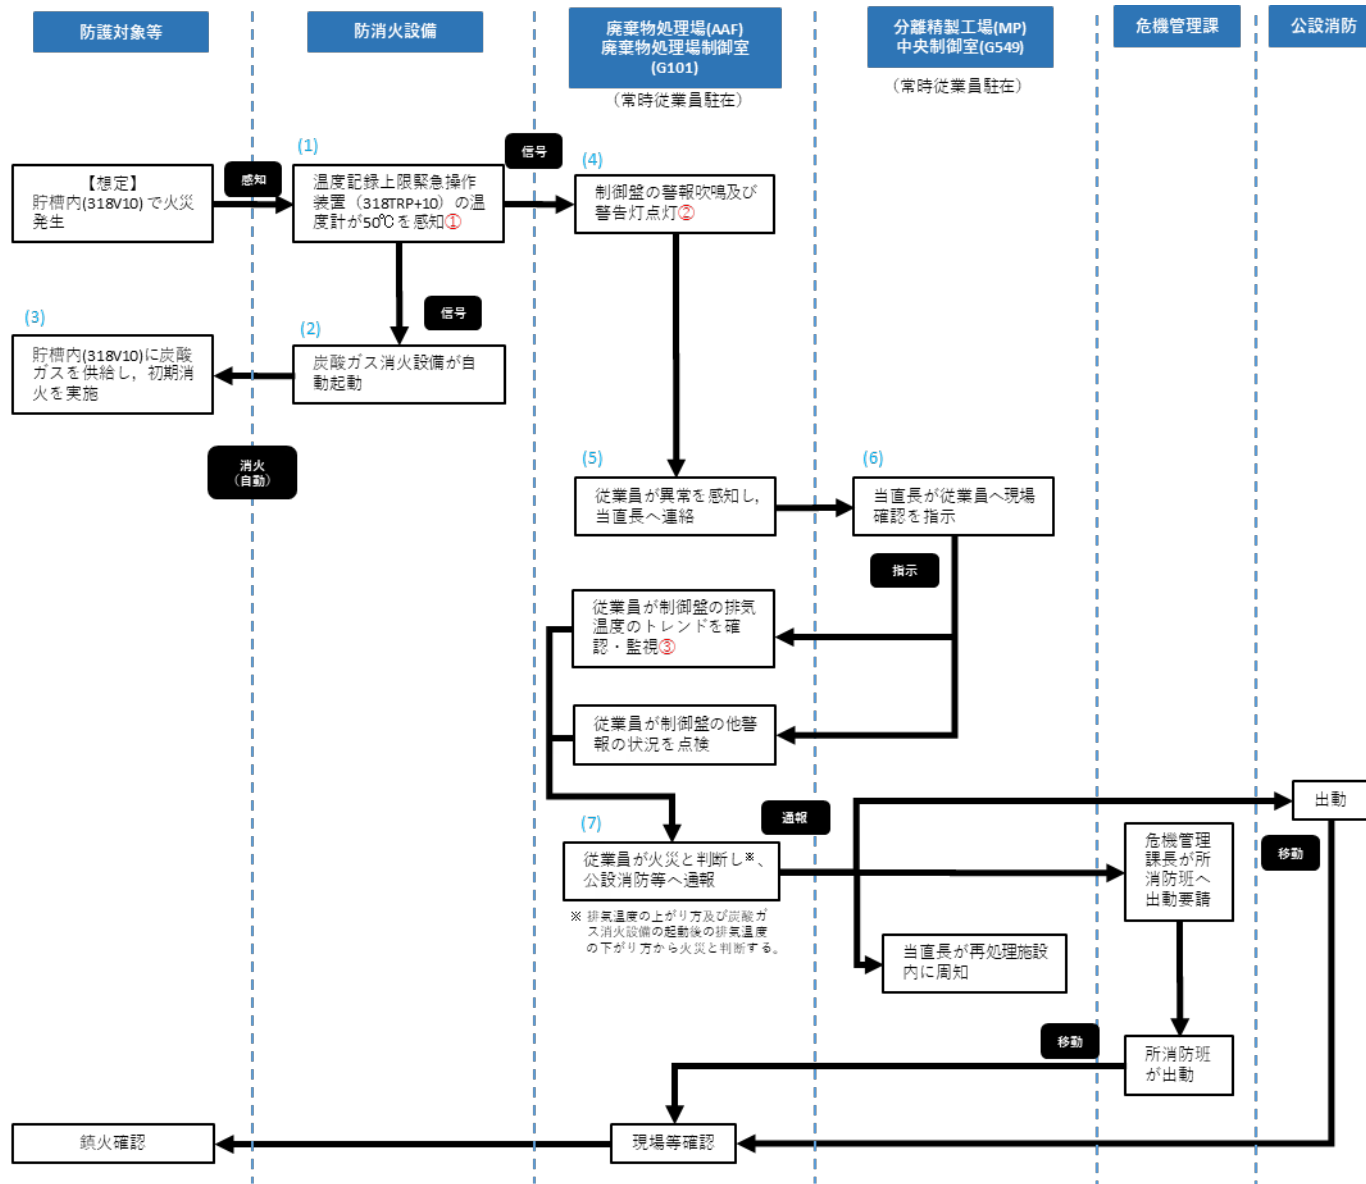 防護対象等
防消火設備
廃棄物処理場(AAF)
廃棄物処理場制御室
(G101)
(常時従業員駐在)
分離精製工場(MP)
中央制御室(G549)
(常時従業員駐在)
危機管理課
公設消防
【想定】
貯槽内(318V10) で火災
発生
感知
(1)
温度記録上限緊急操作
装置（318TRP+10）の温
度計が50℃を感知①
信号
(4)
制御盤の警報吹鳴及び
警告灯点灯②
信号
(3)
貯槽内(318V10)に炭酸
ガスを供給し，初期消
火を実施
(2)
炭酸ガス消火設備が自
動起動
消火
(自動)
(5)
従業員が異常を感知し，
当直長へ連絡
(6)
当直長が従業員へ現場
確認を指示
指示
従業員が制御盤の排気
温度のトレンドを確
認・監視③
従業員が制御盤の他警
報の状況を点検
出動
通報
(7)
従業員が火災と判断し※、
公設消防等へ通報
※ 排気温度の上がり方及び炭酸ガ
ス消火設備の起動後の排気温度
の下がり方から火災と判断する。
危機管理
課長が所
消防班へ
出動要請
移動
当直長が再処理施設
内に周知
移動
所消防班
が出動
鎮火確認
現場等確認